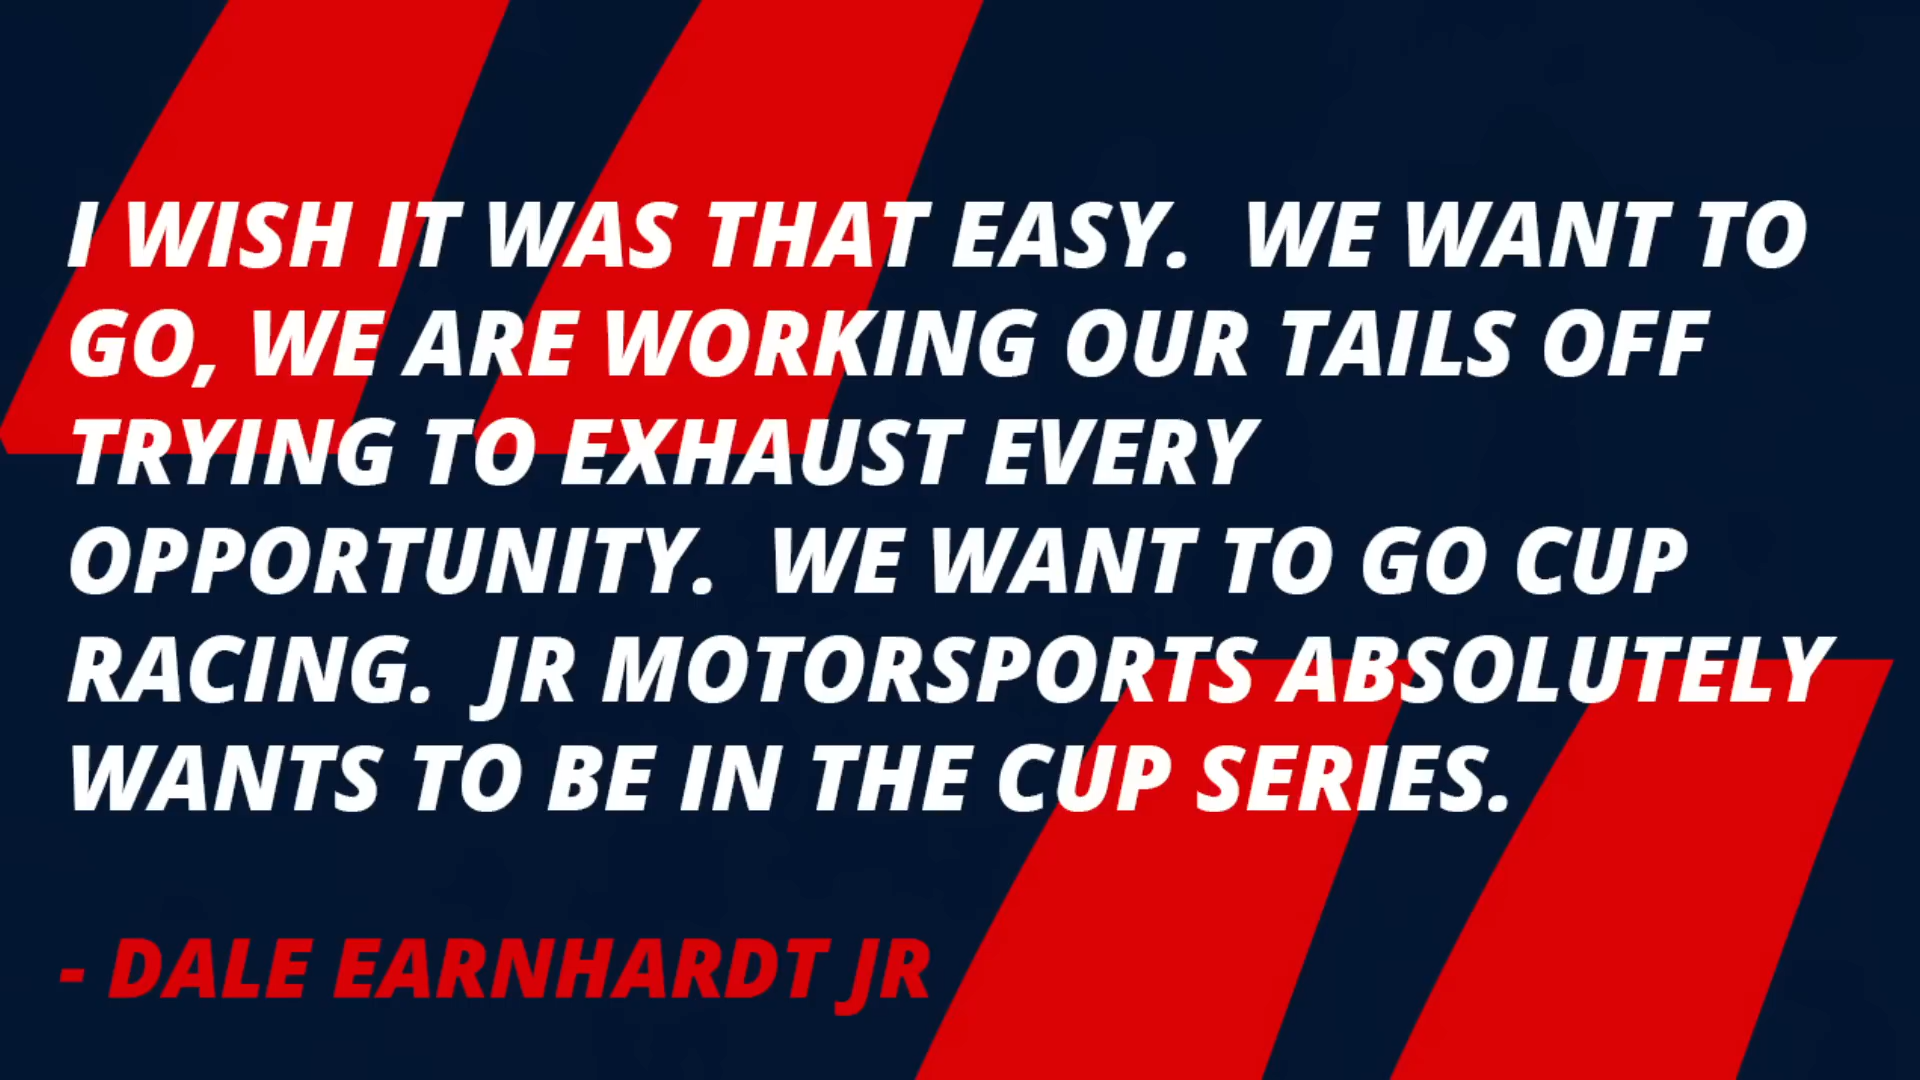 I WISH IT WAS THAT EASY.  WE WANT TO
GO, WE ARE WORKING OUR TAILS OFF
TRYING TO EXHAUST EVERY
OPPORTUNITY.  WE WANT TO GO CUP
RACING.  JR MOTORSPORTS ABSOLUTELY
WANTS TO BE IN THE CUP SERIES.
- DALE EARNHARDT JR